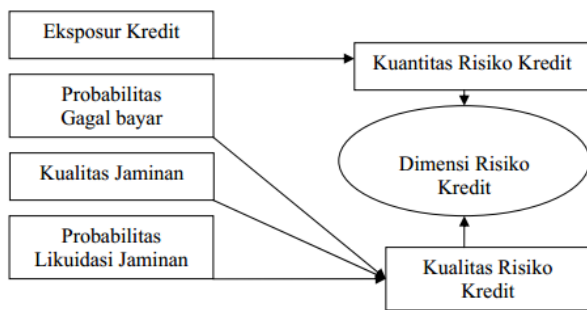 Eksposur Kredit
Probabilitas
Gagal bayar
Kualitas Jaminan
Probabilitas
Likuidasi Jaminan
Kuantitas Risiko Kredit
Dimensi Risiko
Kredit
Kualitas Risiko
Kredit